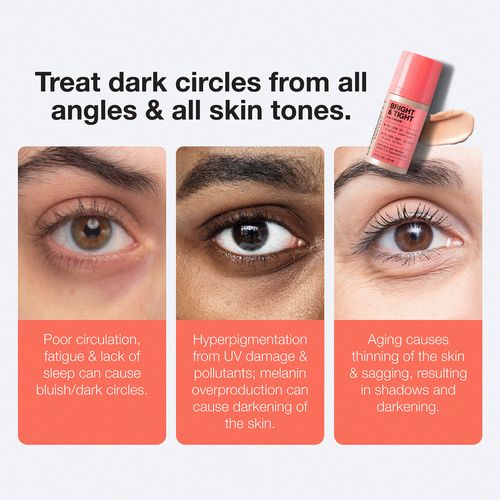 Treat dark circles from all
angles & all skin tones.
BRIGHT
& TIGHT
Poor circulation,
fatigue & lack of
sleep can cause
bluish/dark circles.
Hyperpigmentation
from UV damage &
pollutants; melanin
overproduction can
cause darkening of
the skin.
Aging causes
thinning of the skin
& sagging, resulting
in shadows and
darkening.